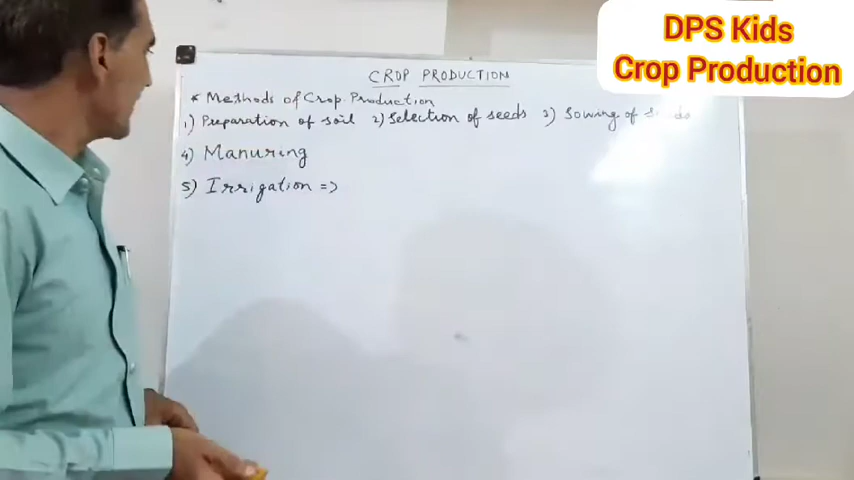 DPS Kids
Crop Production
CROP PRODUCTION
* Methods of Crop Production
1) Preparation of soil 2) Selection of seeds 3) Sowing of seeds
4) Manuring
5) Irrigation =>